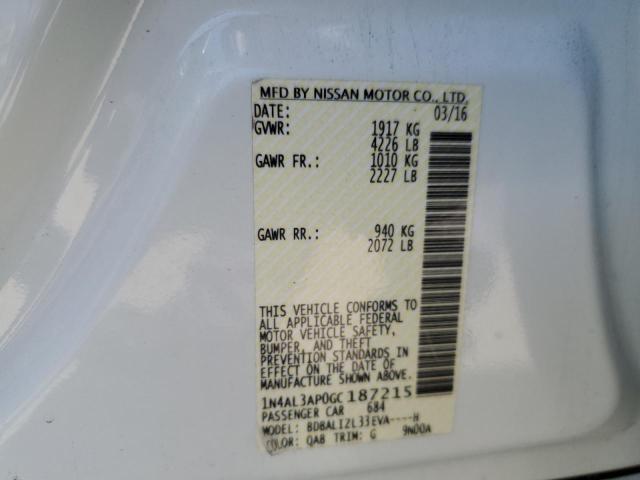 MFD BY NISSAN MOTOR CO., LTD.
DATE: 03/16
GVWR: 1917 KG
4226 LB
GAWR FR.: 1010 KG
2227 LB
GAWR RR.: 940 KG
2072 LB
THIS VEHICLE CONFORMS TO
ALL APPLICABLE FEDERAL
MOTOR VEHICLE SAFETY,
BUMPER, AND THEFT
PREVENTION STANDARDS IN
EFFECT ON THE DATE OF
MANUFACTURE SHOWN ABOVE.
1N4AL3AP0GC187215
PASSENGER CAR 684
MODEL: BDBALIZL33EVA----H
COLOR: QAB TRIM: G 9N00A